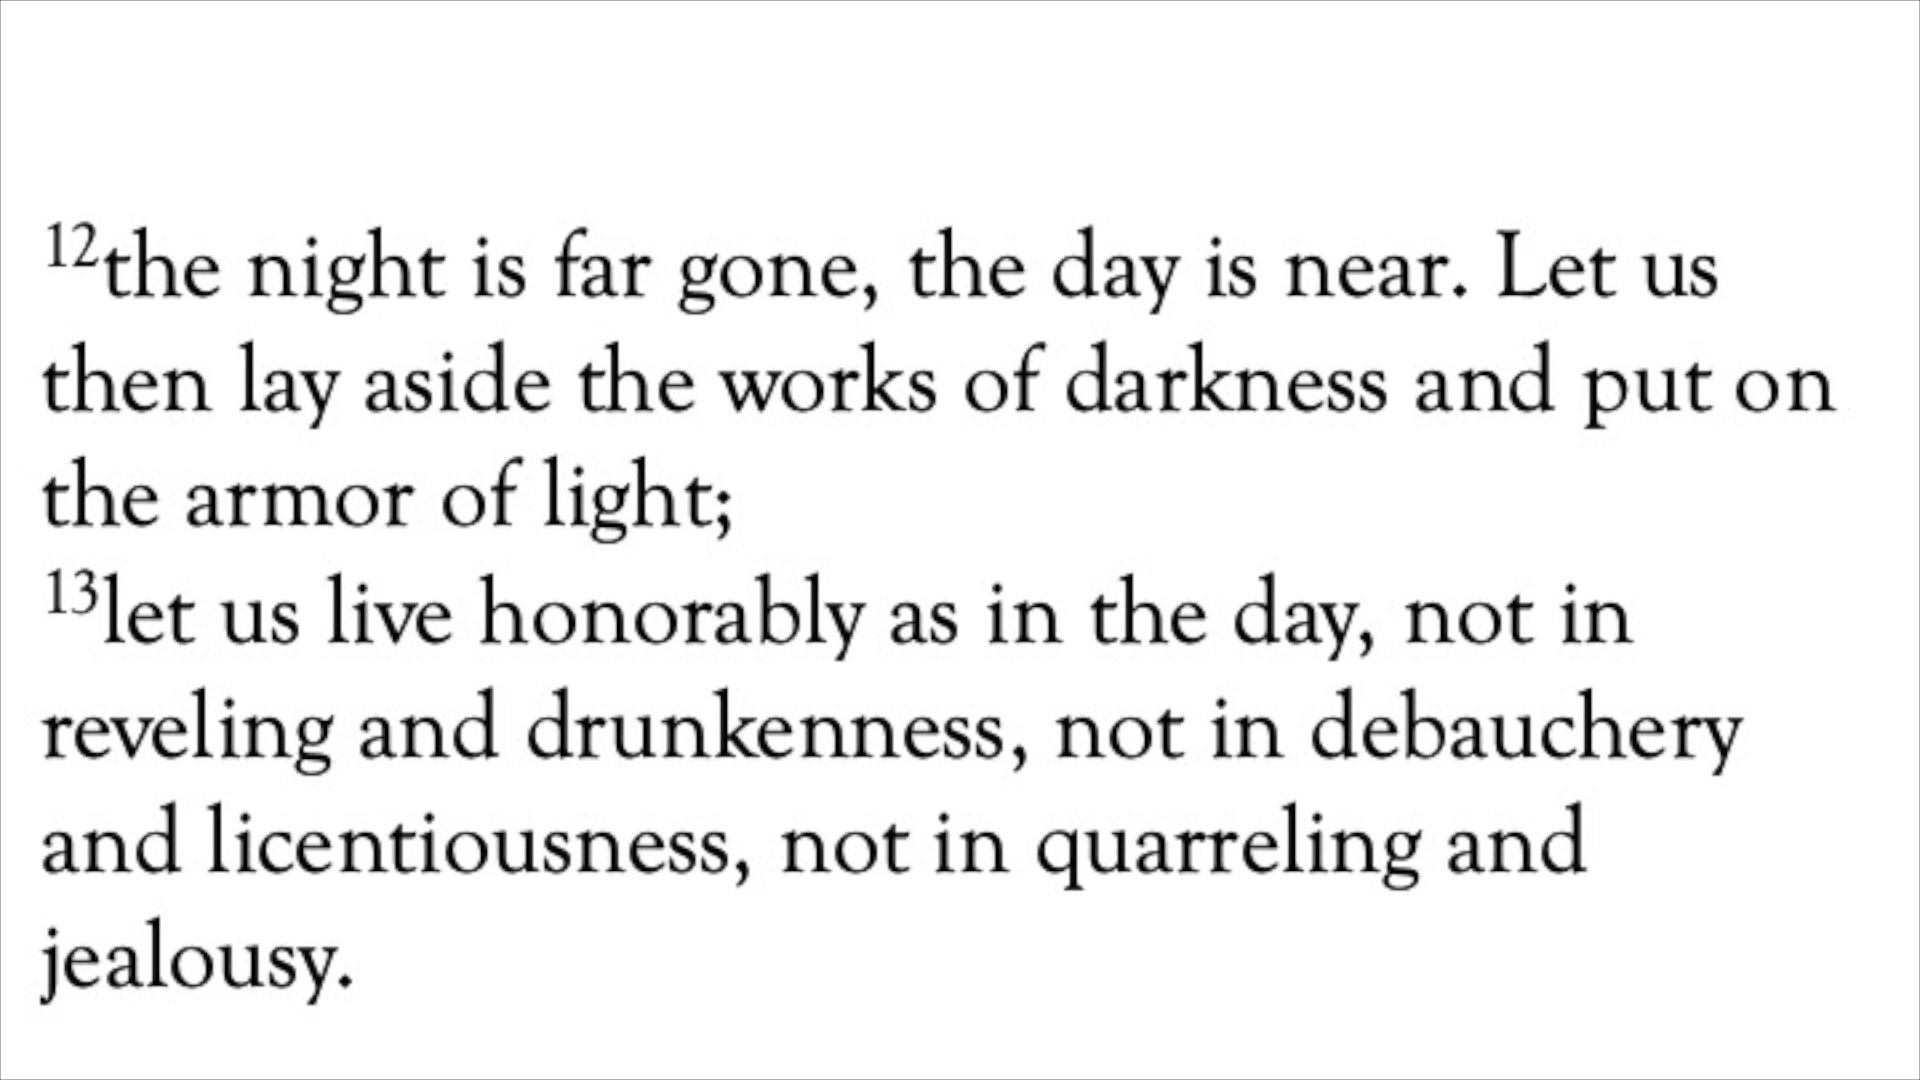 12the night is far gone, the day is near. Let us
then lay aside the works of darkness and put on
the armor of light;
13let us live honorably as in the day, not in
reveling and drunkenness, not in debauchery
and licentiousness, not in quarreling and
jealousy.